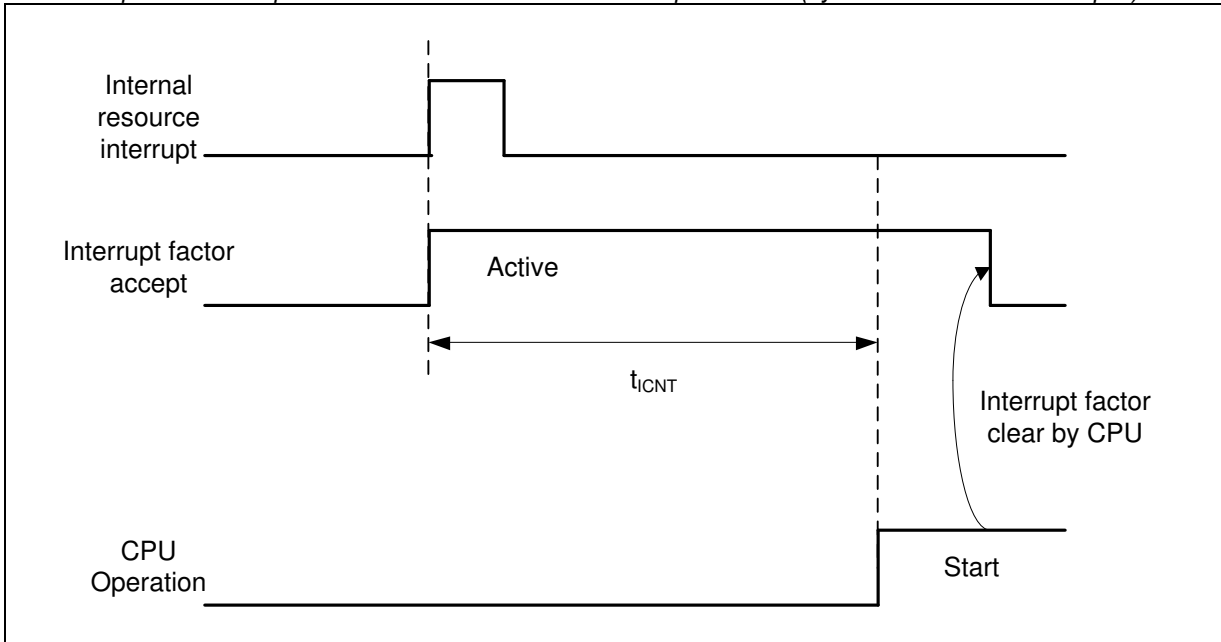 Internal
resource
interrupt
Interrupt factor
accept
Active
tICNT
Interrupt factor
clear by CPU
CPU
Operation
Start